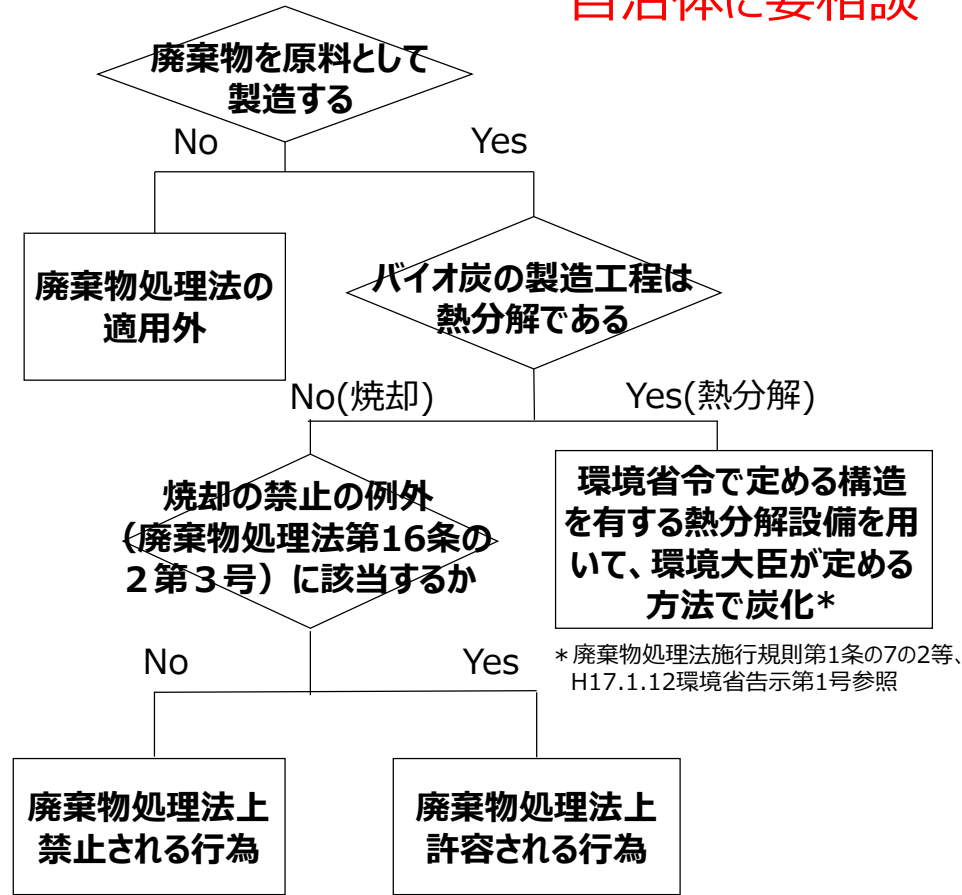 自治体に要相談
廃棄物を原料として
製造する
No
Yes
廃棄物処理法の
適用外
バイオ炭の製造工程は
熱分解である
No(焼却)
Yes(熱分解)
焼却の禁止の例外
（廃棄物処理法第16条の
２第３号）に該当するか
環境省令で定める構造
を有する熱分解設備を用
いて、環境大臣が定める
方法で炭化*
*廃棄物処理法施行規則第1条の7の2等、
H17.1.12環境省告示第1号参照
No
Yes
廃棄物処理法上
禁止される行為
廃棄物処理法上
許容される行為